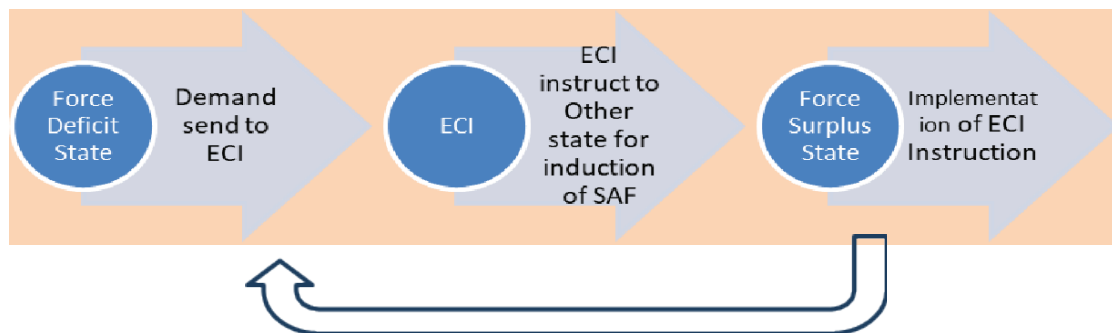 Force
Deficit
State
Demand
send to
ECI
ECI
ECI
instruct to
Other
state for
induction
of SAF
Force
Surplus
State
Implementat
ion of ECI
Instruction